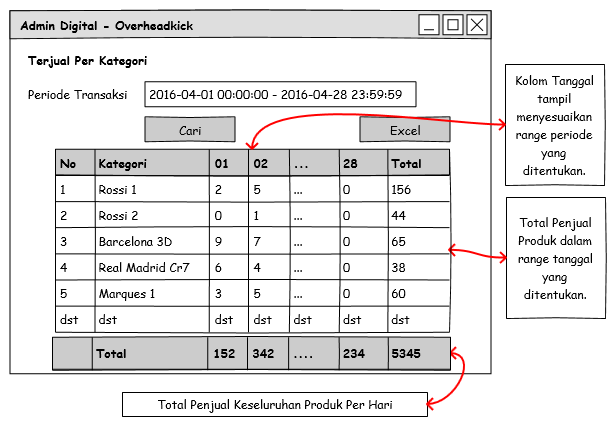 Admin Digital - Overheadkick
Terjual Per Kategori
Periode Transaksi 2016-04-01 00:00:00 - 2016-04-28 23:59:59
Cari Excel
No Kategori 01 02 ... 28 Total
1 Rossi 1 2 5 ... 0 156
2 Rossi 2 0 1 ... 0 44
3 Barcelona 3D 9 7 ... 0 65
4 Real Madrid Cr7 6 4 ... 0 38
5 Marques 1 3 5 ... 0 60
dst dst dst dst dst dst dst
Total 152 342 .... 234 5345
Kolom Tanggal
tampil
menyesuaikan
range periode
yang
ditentukan.
Total Penjual
Produk dalam
range tanggal
yang
ditentukan.
Total Penjual Keseluruhan Produk Per Hari